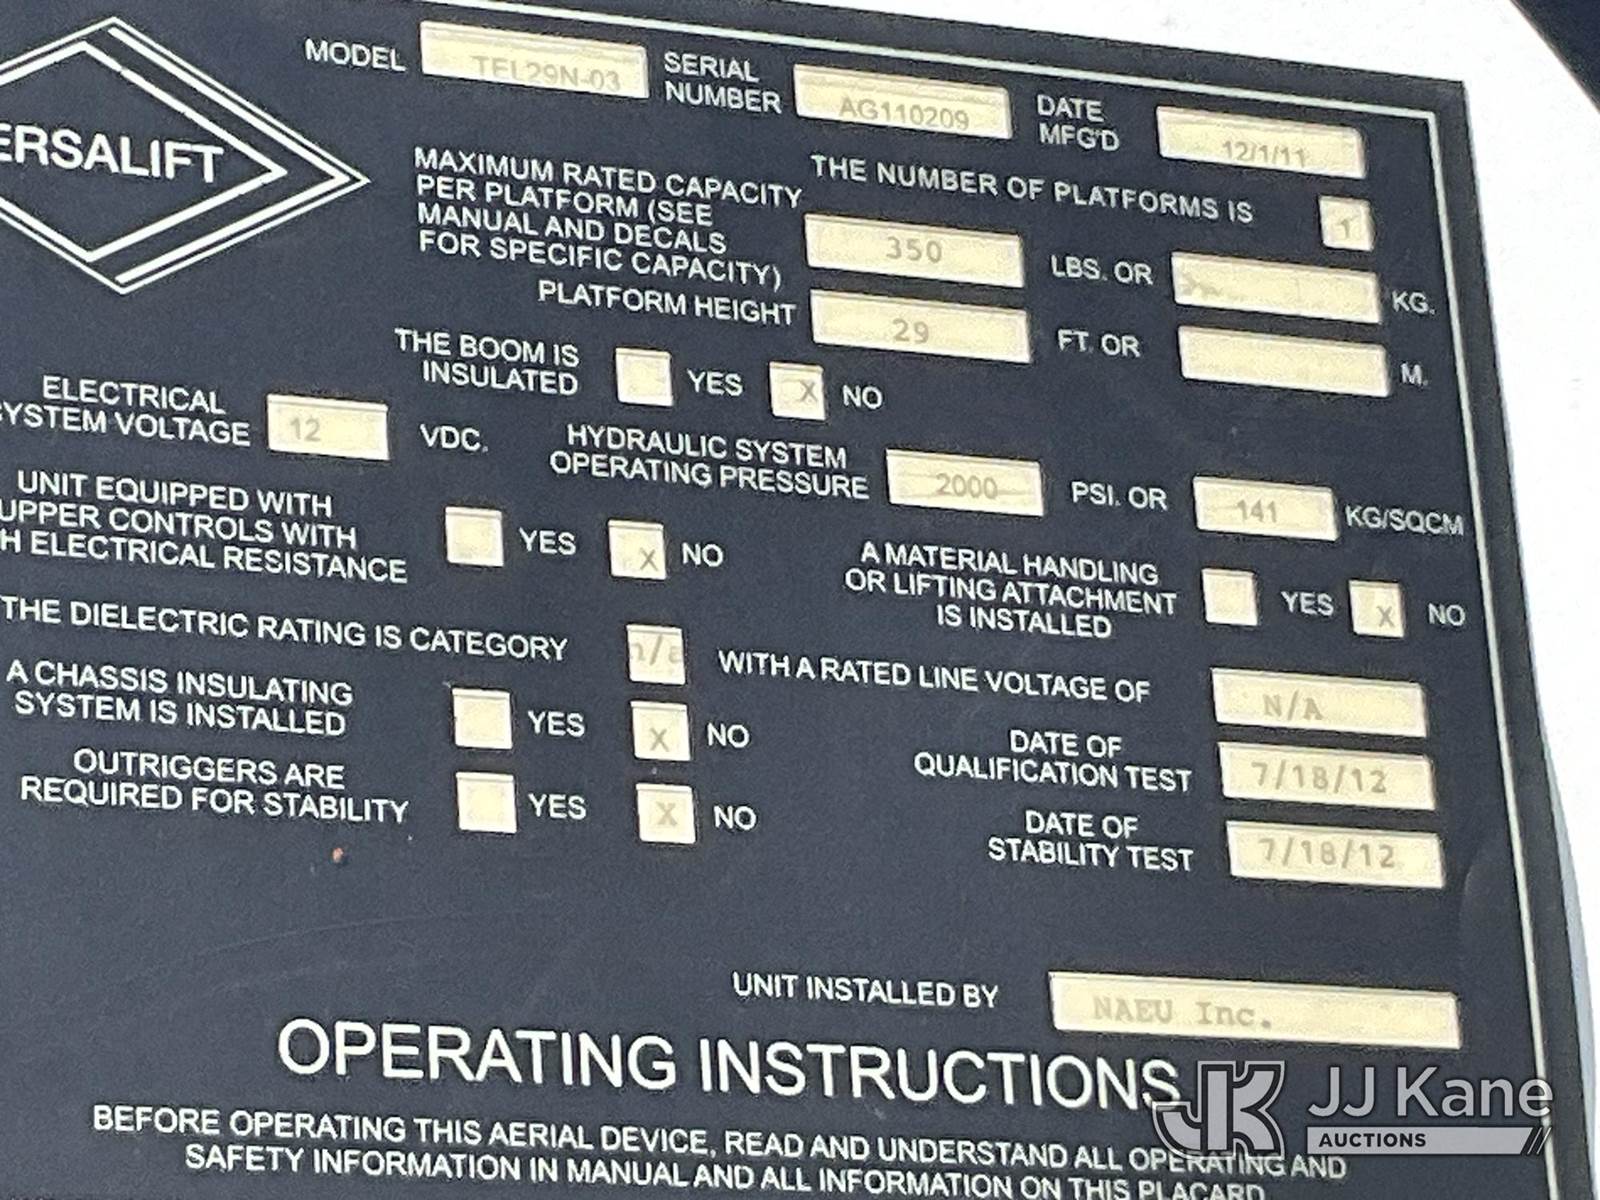 MODEL TEL29N-03 SERIAL NUMBER AG110209 DATE MFG'D 12/1/11
ERSALIFT
THE NUMBER OF PLATFORMS IS 1
MAXIMUM RATED CAPACITY
PER PLATFORM (SEE
MANUAL AND DECALS
FOR SPECIFIC CAPACITY) 350 LBS. OR KG.
PLATFORM HEIGHT 29 FT. OR M.
THE BOOM IS
INSULATED YES X NO
ELECTRICAL
YSTEM VOLTAGE 12 VDC.
HYDRAULIC SYSTEM
OPERATING PRESSURE 2000 PSI. OR 141 KG/SQCM
UNIT EQUIPPED WITH
UPPER CONTROLS WITH
H ELECTRICAL RESISTANCE YES X NO
A MATERIAL HANDLING
OR LIFTING ATTACHMENT
IS INSTALLED YES X NO
THE DIELECTRIC RATING IS CATEGORY n/a WITH A RATED LINE VOLTAGE OF N/A
A CHASSIS INSULATING
SYSTEM IS INSTALLED YES X NO
DATE OF
QUALIFICATION TEST 7/18/12
OUTRIGGERS ARE
REQUIRED FOR STABILITY YES X NO
DATE OF
STABILITY TEST 7/18/12
UNIT INSTALLED BY NAEU Inc.
OPERATING INSTRUCTIONS
BEFORE OPERATING THIS AERIAL DEVICE, READ AND UNDERSTAND ALL OPERATING AND
SAFETY INFORMATION IN MANUAL AND ALL INFORMATION ON THIS PLACARD
JK JJ Kane
AUCTIONS